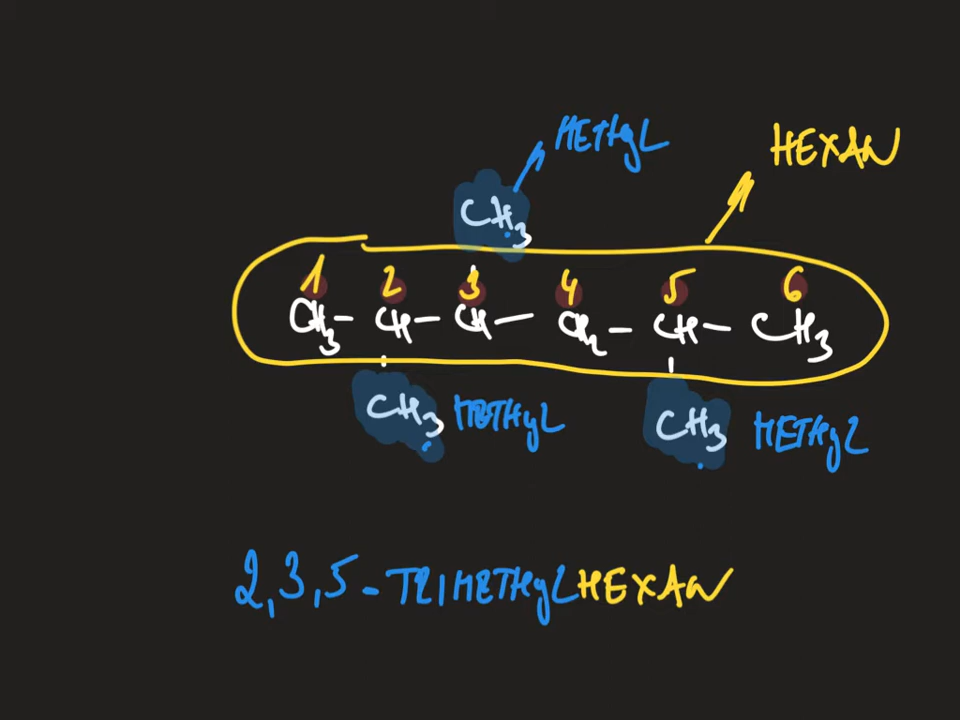 METHYL
HEXAN
CH3
1 2 3 4 5 6
CH3 - CH - CH - CH2 - CH - CH3
CH3 METHYL CH3 METHYL
2,3,5 - TRIMETHYLHEXAN